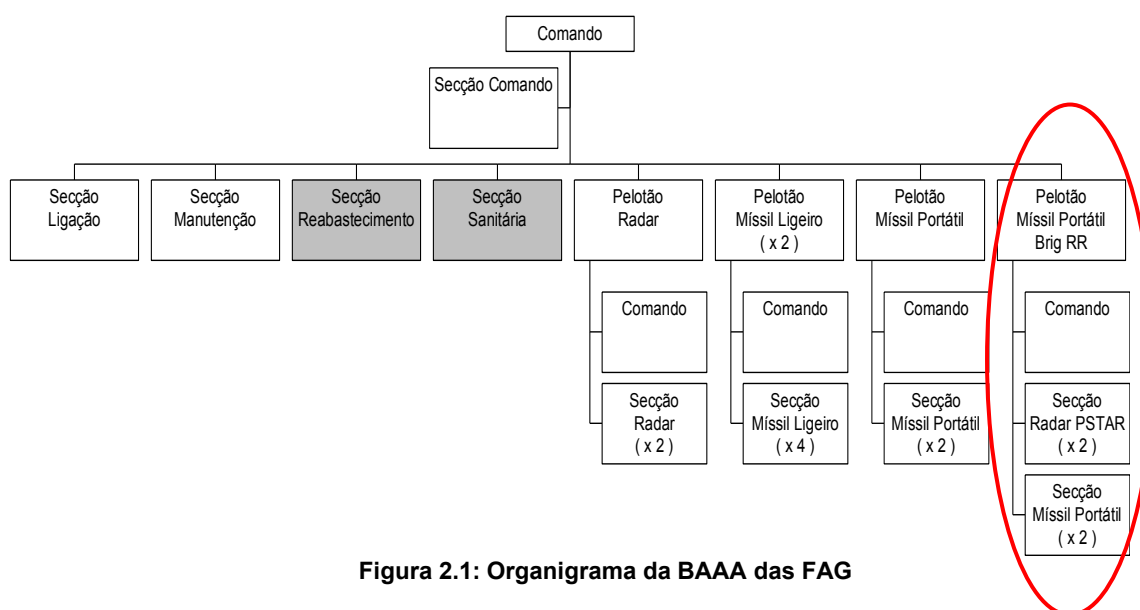 Comando
Secção Comando
Secção
Ligação
Secção
Manutenção
Secção
Reabastecimento
Secção
Sanitária
Pelotão
Radar
Pelotão
Míssil Ligeiro
( x 2 )
Pelotão
Míssil Portátil
Pelotão
Míssil Portátil
Brig RR
Comando
Comando
Comando
Comando
Secção
Radar
( x 2 )
Secção
Míssil Ligeiro
( x 4 )
Secção
Míssil Portátil
( x 2 )
Secção
Radar PSTAR
( x 2 )
Secção
Míssil Portátil
( x 2 )
Figura 2.1: Organigrama da BAAA das FAG